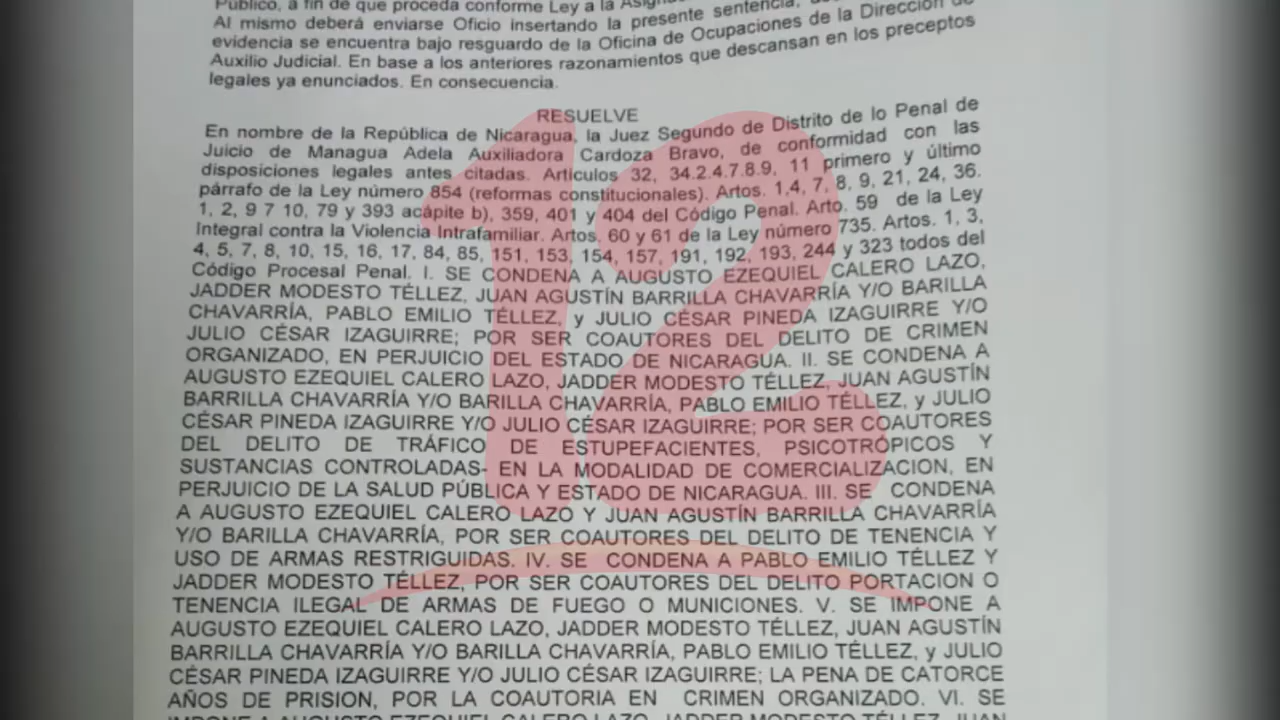 Público, a fin de que proceda conforme Ley a la
Al mismo deberá enviarse Oficio insertando la presente sentencia,
evidencia se encuentra bajo resguardo de la Oficina de Ocupaciones de la Dirección de
Auxilio Judicial. En base a los anteriores razonamientos que descansan en los preceptos
legales ya enunciados. En consecuencia.
RESUELVE
En nombre de la República de Nicaragua, la Juez Segundo de Distrito de lo Penal de
Juicio de Managua Adela Auxiliadora Cardoza Bravo, de conformidad con las
disposiciones legales antes citadas. Artículos 32, 34.2.4.7.8.9, 11 primero y último
párrafo de la Ley número 854 (reformas constitucionales). Artos. 1,4, 7, 8, 9, 21, 24, 36.
1, 2, 9 7 10, 79 y 393 acápite b), 359, 401 y 404 del Código Penal. Arto. 59 de la Ley
Integral contra la Violencia Intrafamiliar. Artos. 60 y 61 de la Ley número 735. Artos. 1, 3,
4, 5, 7, 8, 10, 15, 16, 17, 84, 85, 151, 153, 154, 157, 191, 192, 193, 244 y 323 todos del
Código Procesal Penal. I. SE CONDENA A AUGUSTO EZEQUIEL CALERO LAZO,
JADDER MODESTO TÉLLEZ, JUAN AGUSTÍN BARRILLA CHAVARRÍA Y/O BARILLA
CHAVARRÍA, PABLO EMILIO TÉLLEZ, y JULIO CÉSAR PINEDA IZAGUIRRE Y/O
JULIO CÉSAR IZAGUIRRE; POR SER COAUTORES DEL DELITO DE CRIMEN
ORGANIZADO, EN PERJUICIO DEL ESTADO DE NICARAGUA. II. SE CONDENA A
AUGUSTO EZEQUIEL CALERO LAZO, JADDER MODESTO TÉLLEZ, JUAN AGUSTÍN
BARRILLA CHAVARRÍA Y/O BARILLA CHAVARRÍA, PABLO EMILIO TÉLLEZ, y JULIO
CÉSAR PINEDA IZAGUIRRE Y/O JULIO CÉSAR IZAGUIRRE; POR SER COAUTORES
DEL DELITO DE TRÁFICO DE ESTUPEFACIENTES, PSICOTRÓPICOS Y
SUSTANCIAS CONTROLADAS- EN LA MODALIDAD DE COMERCIALIZACION, EN
PERJUICIO DE LA SALUD PÚBLICA Y ESTADO DE NICARAGUA. III. SE CONDENA
A AUGUSTO EZEQUIEL CALERO LAZO Y JUAN AGUSTÍN BARRILLA CHAVARRÍA
Y/O BARILLA CHAVARRÍA, POR SER COAUTORES DEL DELITO DE TENENCIA Y
USO DE ARMAS RESTRIGUIDAS. IV. SE CONDENA A PABLO EMILIO TÉLLEZ Y
JADDER MODESTO TÉLLEZ, POR SER COAUTORES DEL DELITO PORTACION O
TENENCIA ILEGAL DE ARMAS DE FUEGO O MUNICIONES. V. SE IMPONE A
AUGUSTO EZEQUIEL CALERO LAZO, JADDER MODESTO TÉLLEZ, JUAN AGUSTÍN
BARRILLA CHAVARRÍA Y/O BARILLA CHAVARRÍA, PABLO EMILIO TÉLLEZ, y JULIO
CÉSAR PINEDA IZAGUIRRE Y/O JULIO CÉSAR IZAGUIRRE; LA PENA DE CATORCE
AÑOS DE PRISION, POR LA COAUTORIA EN CRIMEN ORGANIZADO. VI. SE
IMPONE A AUGUSTO EZEQUIEL CALERO LAZO, JADDER MODESTO TÉLLEZ, JUAN
12